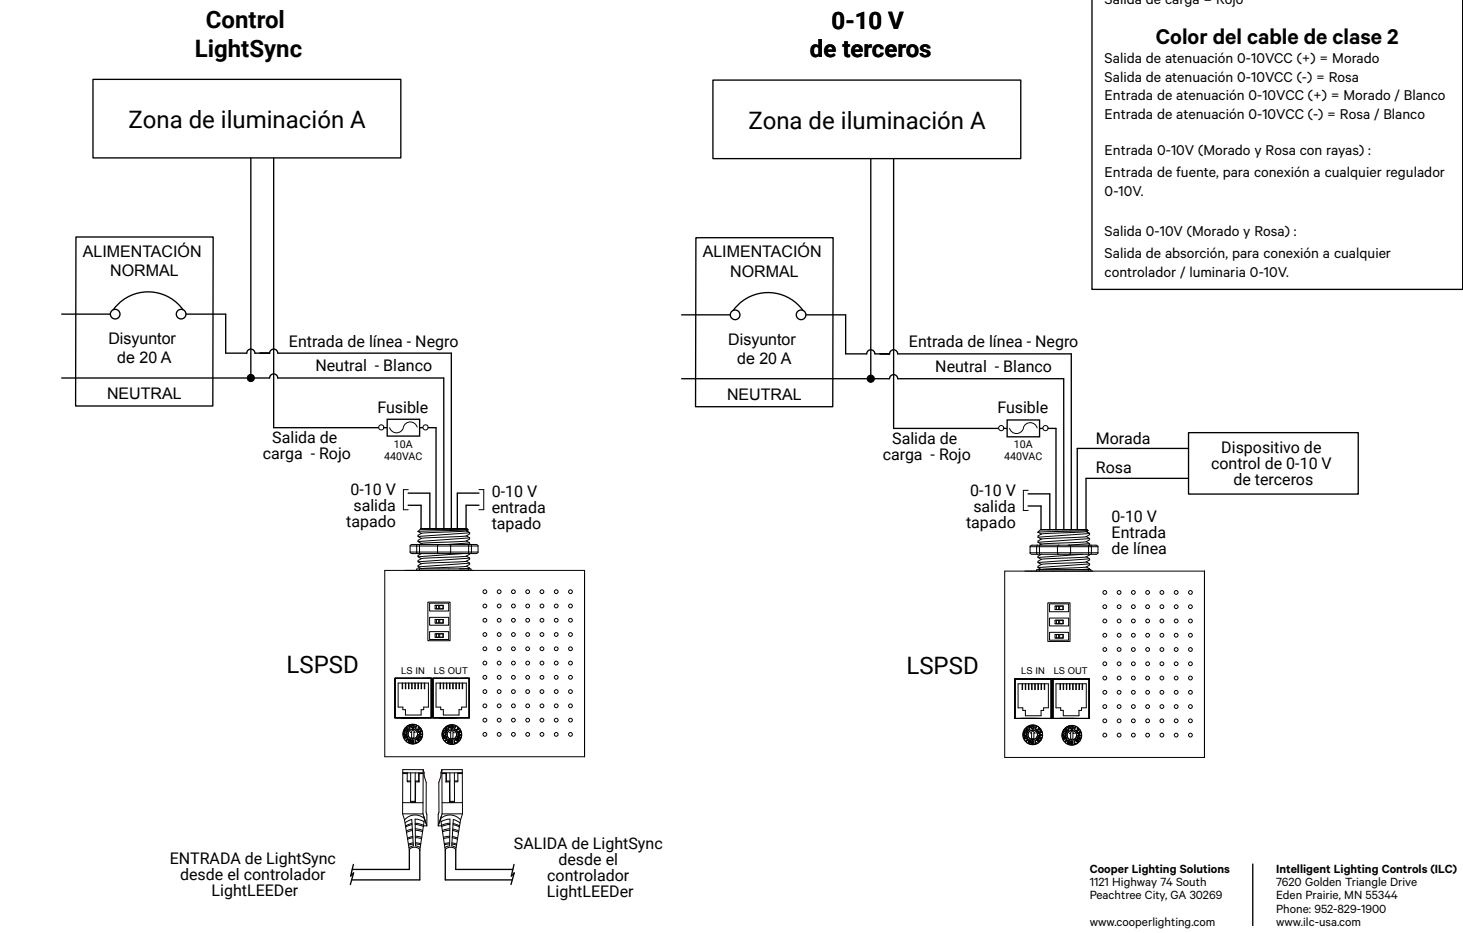 Control
LightSync
Zona de iluminación A
ALIMENTACIÓN
NORMAL
Disyuntor
de 20 A
NEUTRAL
Entrada de línea - Negro
Neutral - Blanco
Fusible
10A
440VAC
Salida de
carga - Rojo
0-10 V
salida
tapado
0-10 V
entrada
tapado
LSPSD
LS IN LS OUT
ENTRADA de LightSync
desde el controlador
LightLEEDer
SALIDA de LightSync
desde el
controlador
LightLEEDer
0-10 V
de terceros
Zona de iluminación A
ALIMENTACIÓN
NORMAL
Disyuntor
de 20 A
NEUTRAL
Entrada de línea - Negro
Neutral - Blanco
Fusible
10A
440VAC
Salida de
carga - Rojo
Morada
Rosa
Dispositivo de
control de 0-10 V
de terceros
0-10 V
salida
tapado
0-10 V
Entrada
de línea
LSPSD
LS IN LS OUT
Salida de carga = Rojo
Color del cable de clase 2
Salida de atenuación 0-10VCC (+) = Morado
Salida de atenuación 0-10VCC (-) = Rosa
Entrada de atenuación 0-10VCC (+) = Morado / Blanco
Entrada de atenuación 0-10VCC (-) = Rosa / Blanco
Entrada 0-10V (Morado y Rosa con rayas) :
Entrada de fuente, para conexión a cualquier regulador
0-10V.
Salida 0-10V (Morado y Rosa) :
Salida de absorción, para conexión a cualquier
controlador / luminaria 0-10V.
Cooper Lighting Solutions
1121 Highway 74 South
Peachtree City, GA 30269
www.cooperlighting.com
Intelligent Lighting Controls (ILC)
7620 Golden Triangle Drive
Eden Prairie, MN 55344
Phone: 952-829-1900
www.ilc-usa.com